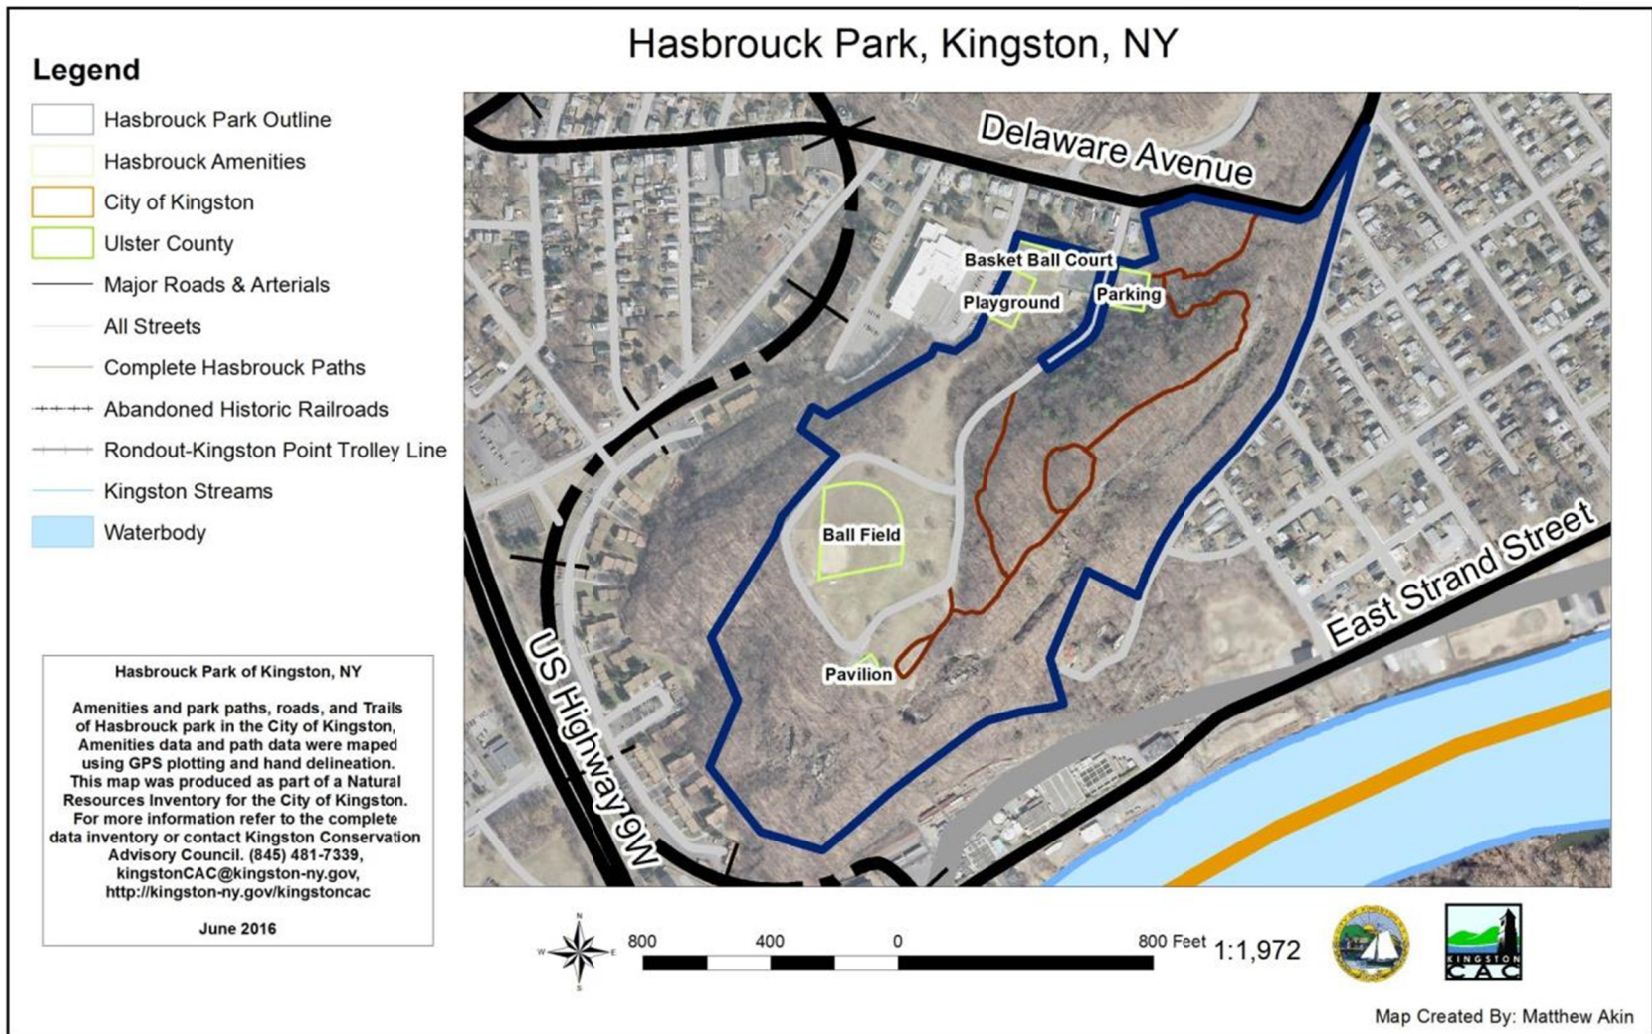 Hasbrouck Park, Kingston, NY
Legend
Hasbrouck Park Outline
Hasbrouck Amenities
City of Kingston
Ulster County
Major Roads & Arterials
All Streets
Complete Hasbrouck Paths
Abandoned Historic Railroads
Rondout-Kingston Point Trolley Line
Kingston Streams
Waterbody
Delaware Avenue
Basket Ball Court
Playground
Parking
Ball Field
Pavilion
US Highway 9W
East Strand Street
Hasbrouck Park of Kingston, NY
Amenities and park paths, roads, and Trails
of Hasbrouck park in the City of Kingston,
Amenities data and path data were maped
using GPS plotting and hand delineation.
This map was produced as part of a Natural
Resources Inventory for the City of Kingston.
For more information refer to the complete
data inventory or contact Kingston Conservation
Advisory Council. (845) 481-7339,
kingstonCAC@kingston-ny.gov,
http://kingston-ny.gov/kingstoncac
June 2016
N
W E
S
800 400 0 800 Feet 1:1,972
KINGSTON
CAC
Map Created By: Matthew Akin